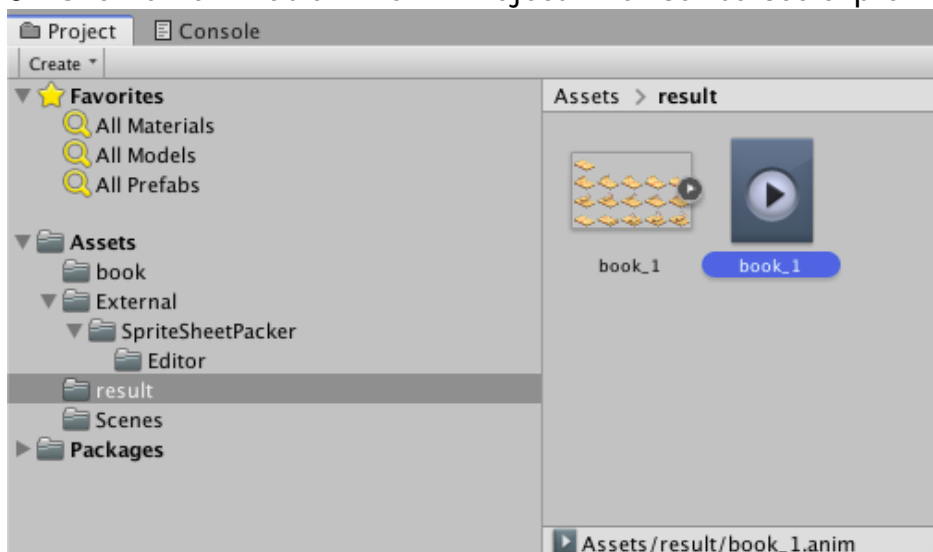 Project Console
Create
Favorites
All Materials
All Models
All Prefabs
Assets
book
External
SpriteSheetPacker
Editor
result
Scenes
Packages
Assets > result
book_1 book_1
Assets/result/book_1.anim